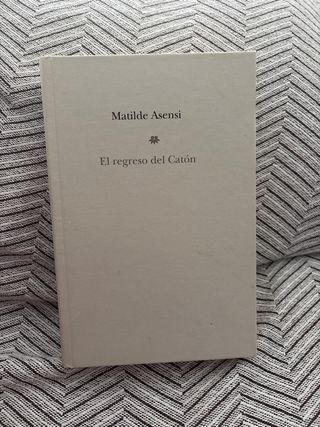 Matilde Asensi
El regreso del Catón